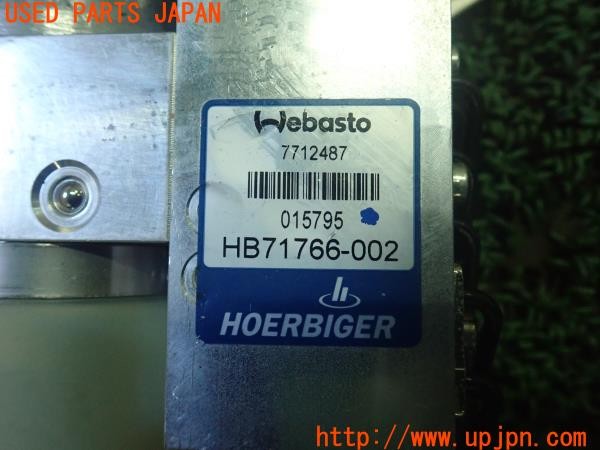 USED PARTS JAPAN
Webasto
7712487
015795
HB71766-002
HOERBIGER
http://www.upjpn.com